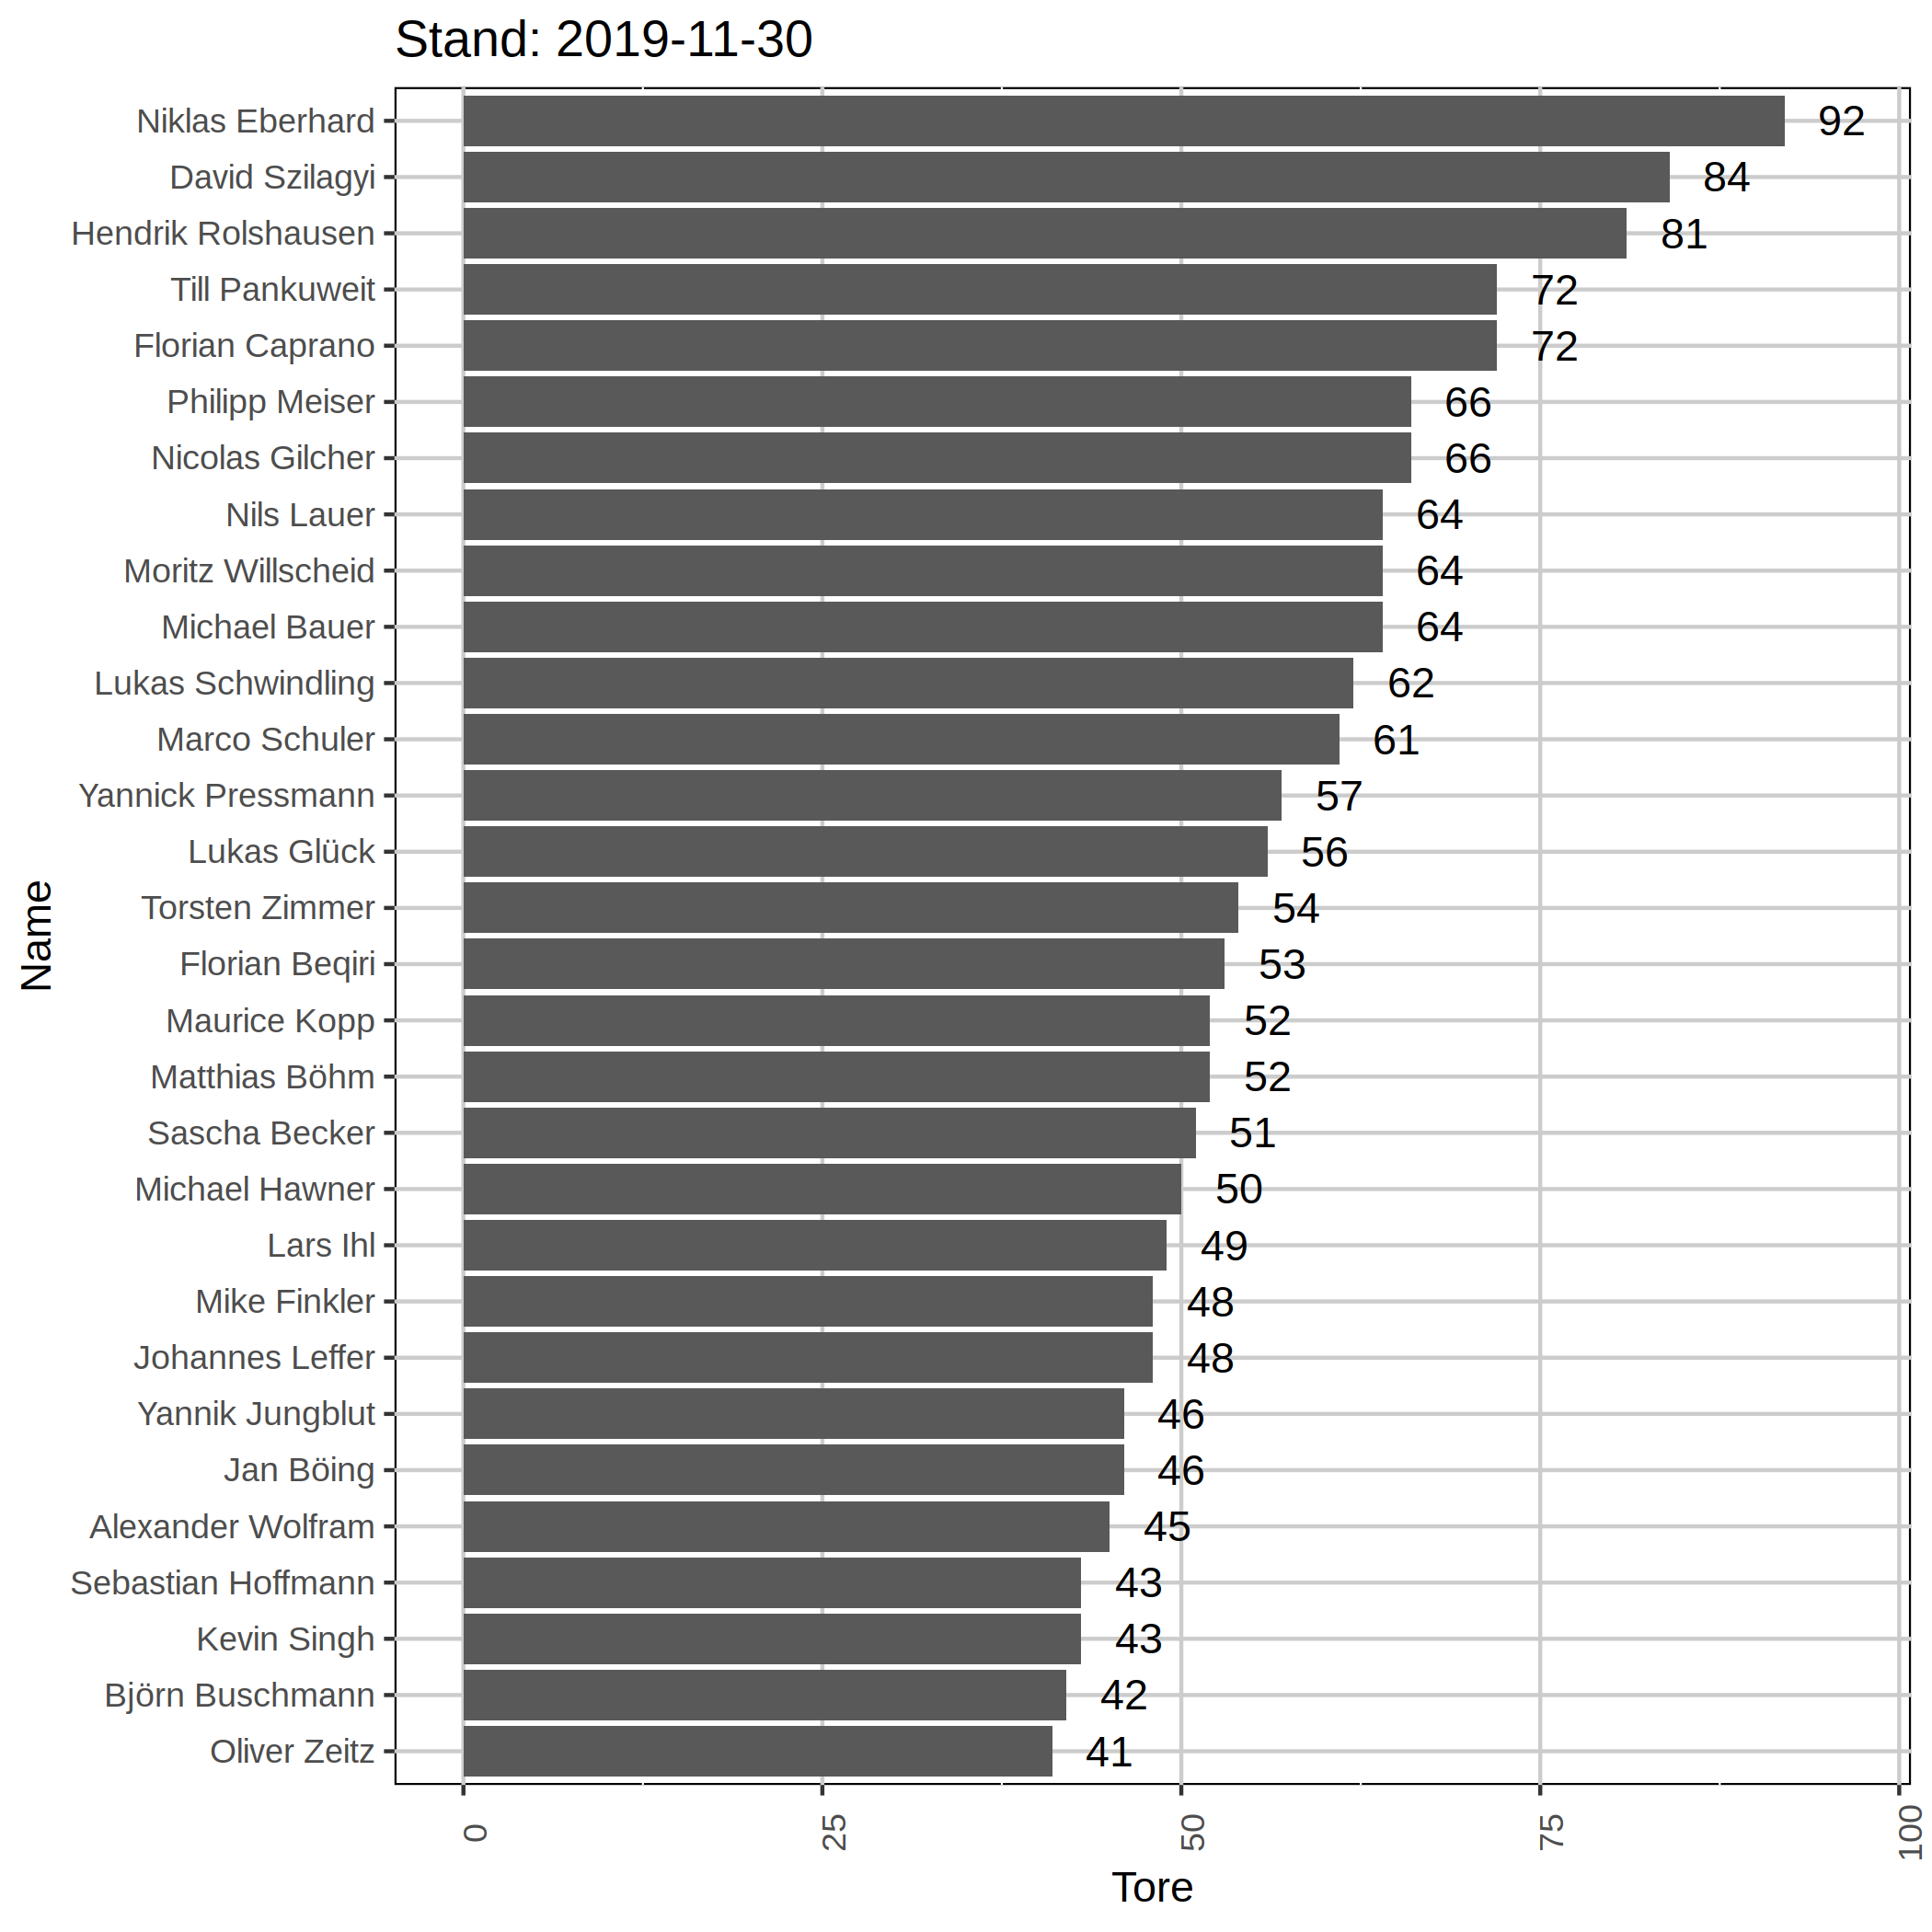 Stand: 2019-11-30
Niklas Eberhard 92
David Szilagyi 84
Hendrik Rolshausen 81
Till Pankuweit 72
Florian Caprano 72
Philipp Meiser 66
Nicolas Gilcher 66
Nils Lauer 64
Moritz Willscheid 64
Michael Bauer 64
Lukas Schwindling 62
Marco Schuler 61
Yannick Pressmann 57
Lukas Glück 56
Torsten Zimmer 54
Florian Beqiri 53
Maurice Kopp 52
Matthias Böhm 52
Sascha Becker 51
Michael Hawner 50
Lars Ihl 49
Mike Finkler 48
Johannes Leffer 48
Yannik Jungblut 46
Jan Böing 46
Alexander Wolfram 45
Sebastian Hoffmann 43
Kevin Singh 43
Björn Buschmann 42
Oliver Zeitz 41
Name
0 25 50 75 100
Tore